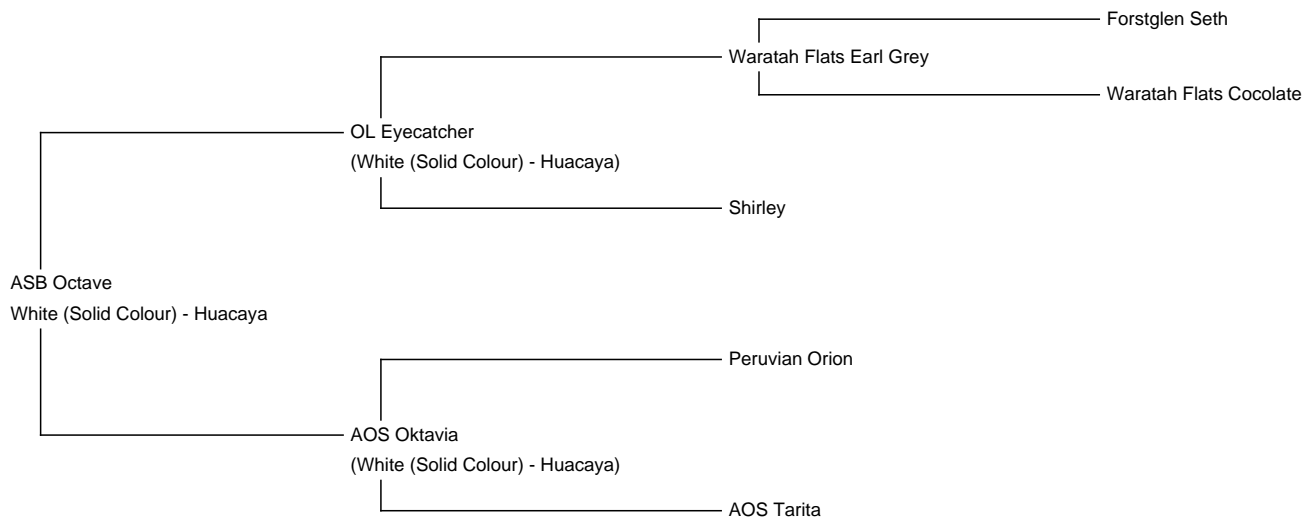 Forstglen Seth
Waratah Flats Earl Grey
Waratah Flats Cocolate
OL Eyecatcher
(White (Solid Colour) - Huacaya)
Shirley
ASB Octave
White (Solid Colour) - Huacaya
Peruvian Orion
AOS Oktavia
(White (Solid Colour) - Huacaya)
AOS Tarita